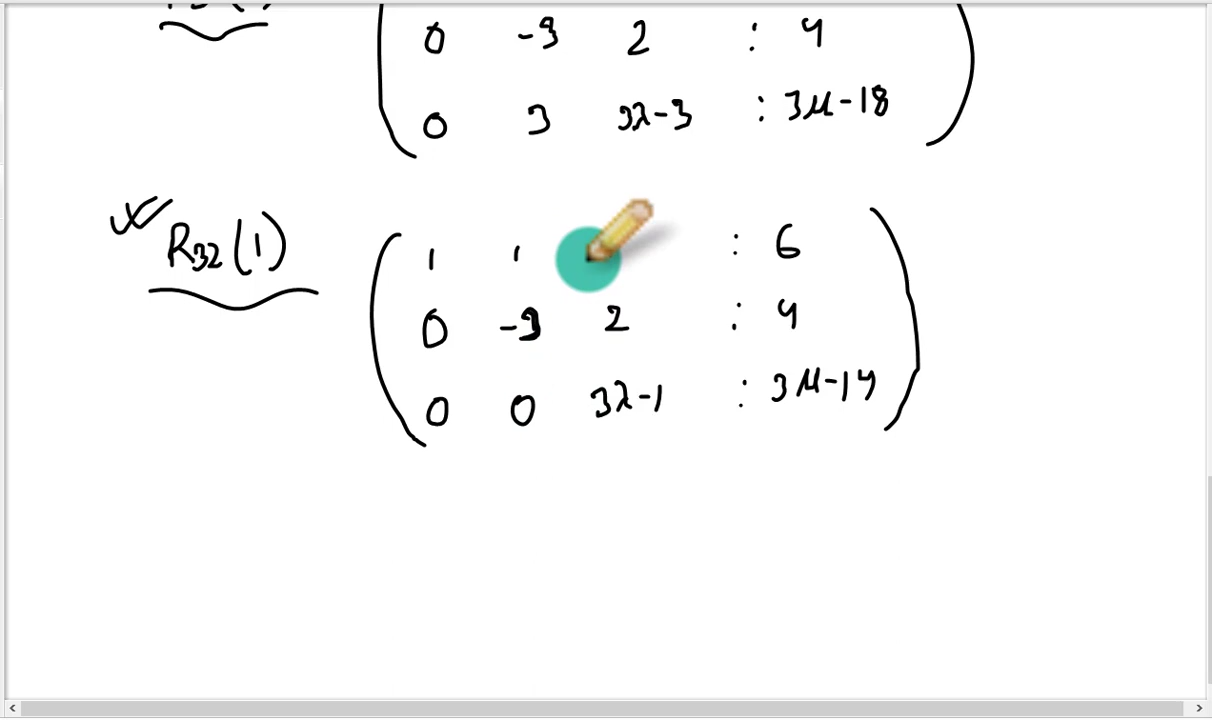 0 -3 2 : 4
0 3 3λ-3 : 3μ-18
R32(1)
1 1 : 6
0 -3 2 : 4
0 0 3λ-1 : 3μ-14